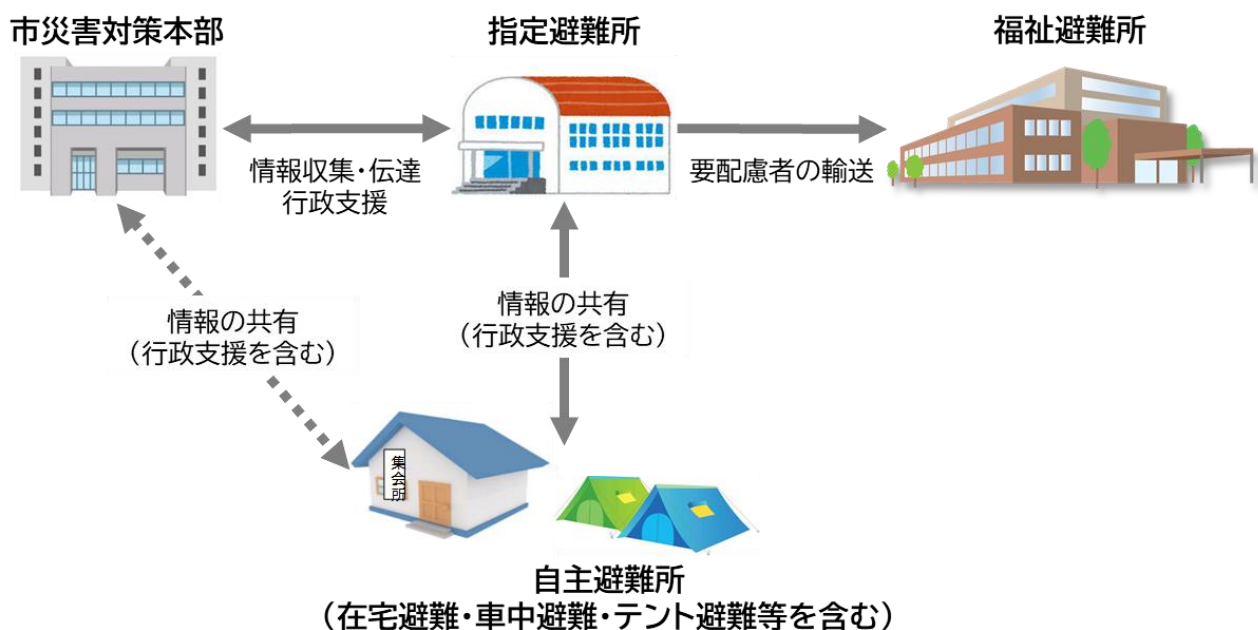 市災害対策本部
指定避難所
福祉避難所
情報収集・伝達
行政支援
要配慮者の輸送
情報の共有
（行政支援を含む）
情報の共有
（行政支援を含む）
集会所
自主避難所
（在宅避難・車中避難・テント避難等を含む）